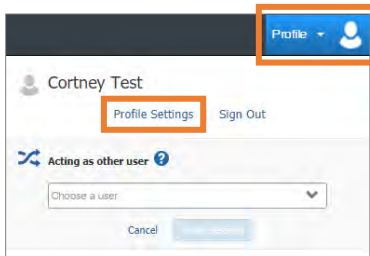 Profile
Cortney Test
Profile Settings Sign Out
Acting as other user ?
Choose a user
Cancel